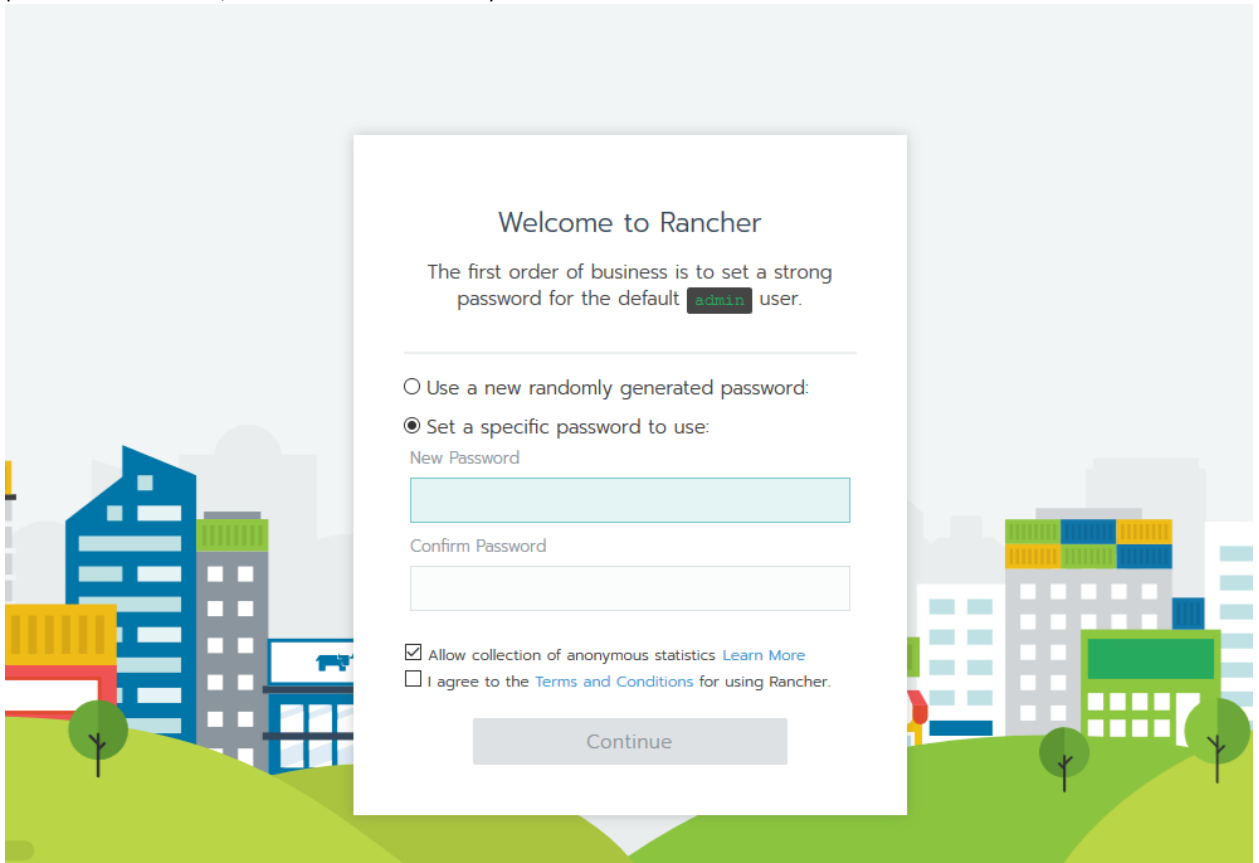 Welcome to Rancher
The first order of business is to set a strong
password for the default admin user.
Use a new randomly generated password:
Set a specific password to use:
New Password
Confirm Password
Allow collection of anonymous statistics Learn More
I agree to the Terms and Conditions for using Rancher.
Continue